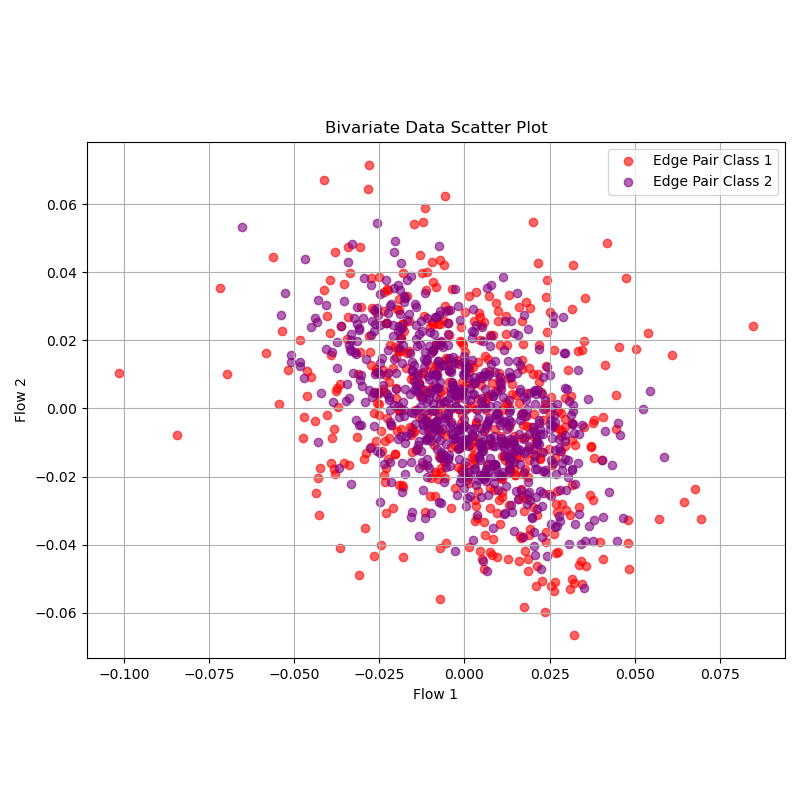 Bivariate Data Scatter Plot
Edge Pair Class 1
Edge Pair Class 2
0.06
0.04
0.02
0.00
−0.02
−0.04
−0.06
Flow 2
−0.100 −0.075 −0.050 −0.025 0.000 0.025 0.050 0.075
Flow 1